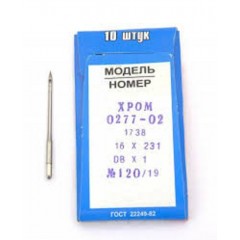 10 штук
МОДЕЛЬ
НОМЕР
ХРОМ
0277-02
1738
16 X 231
DB X 1
№120/19
ГОСТ 22249-82